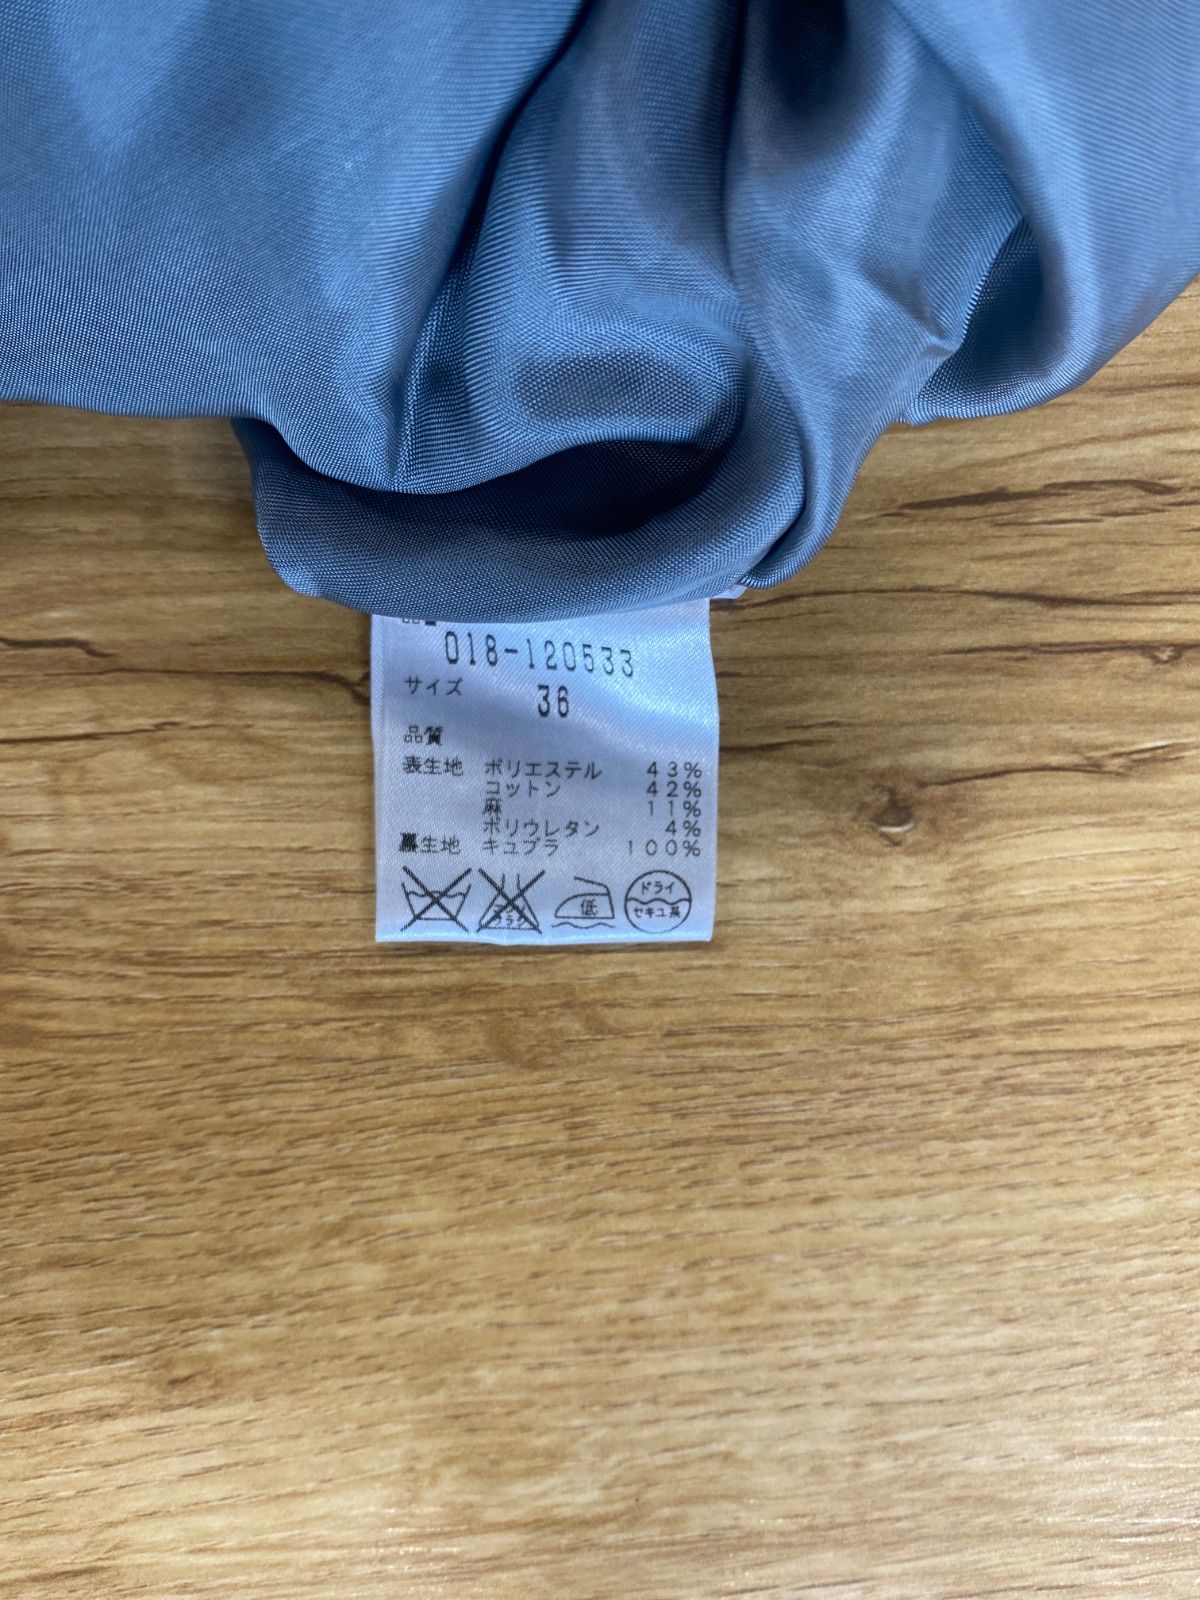 018-120533
サイズ 36
品質
表生地 ポリエステル 43%
コットン 42%
麻 11%
ポリウレタン 4%
裏生地 キュプラ 100%
低
ドライ
セキユ系